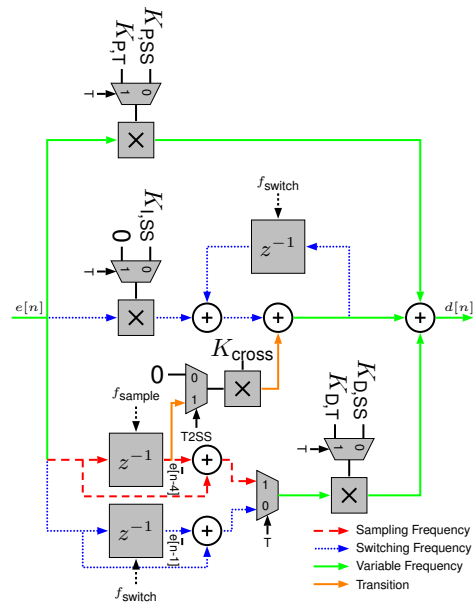 K_P,T K_P,SS
T 1 0
×
f_switch
0 K_I,SS
T 1 0
z^{-1}
e[n]
×
+
+
+
d[n]
K_cross
0
0
1
×
T2SS
K_D,T K_D,SS
T 1 0
×
f_sample
z^{-1}
e[n-4]
+
1
0
T
z^{-1}
e[n-1]
+
f_switch
Sampling Frequency
Switching Frequency
Variable Frequency
Transition